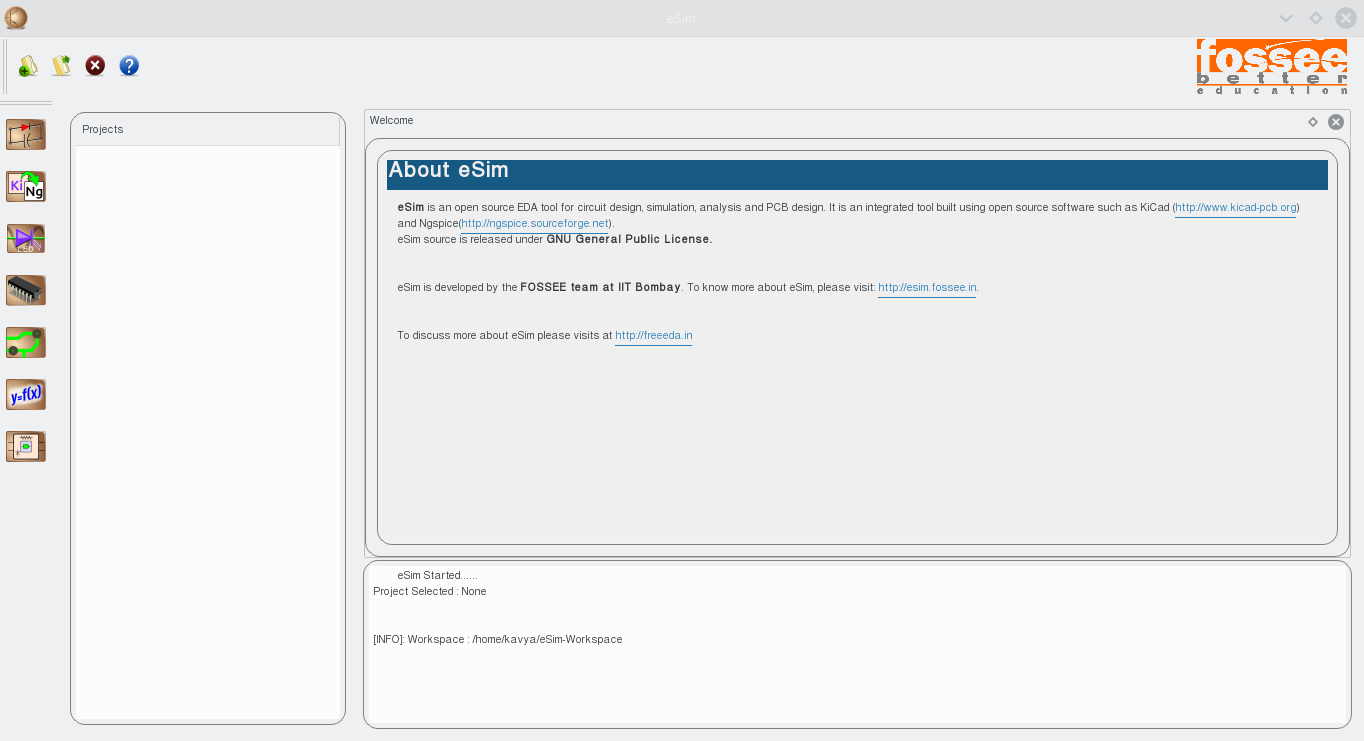 eSim
fossee
better
education
Ki
Ng
LED
y=f(x)
Projects
Welcome
About eSim
eSim is an open source EDA tool for circuit design, simulation, analysis and PCB design. It is an integrated tool built using open source software such as KiCad (http://www.kicad-pcb.org)
and Ngspice(http://ngspice.sourceforge.net).
eSim source is released under GNU General Public License.
eSim is developed by the FOSSEE team at IIT Bombay. To know more about eSim, please visit: http://esim.fossee.in.
To discuss more about eSim please visits at http://freeeda.in
eSim Started......
Project Selected : None
[INFO]: Workspace : /home/kavya/eSim-Workspace